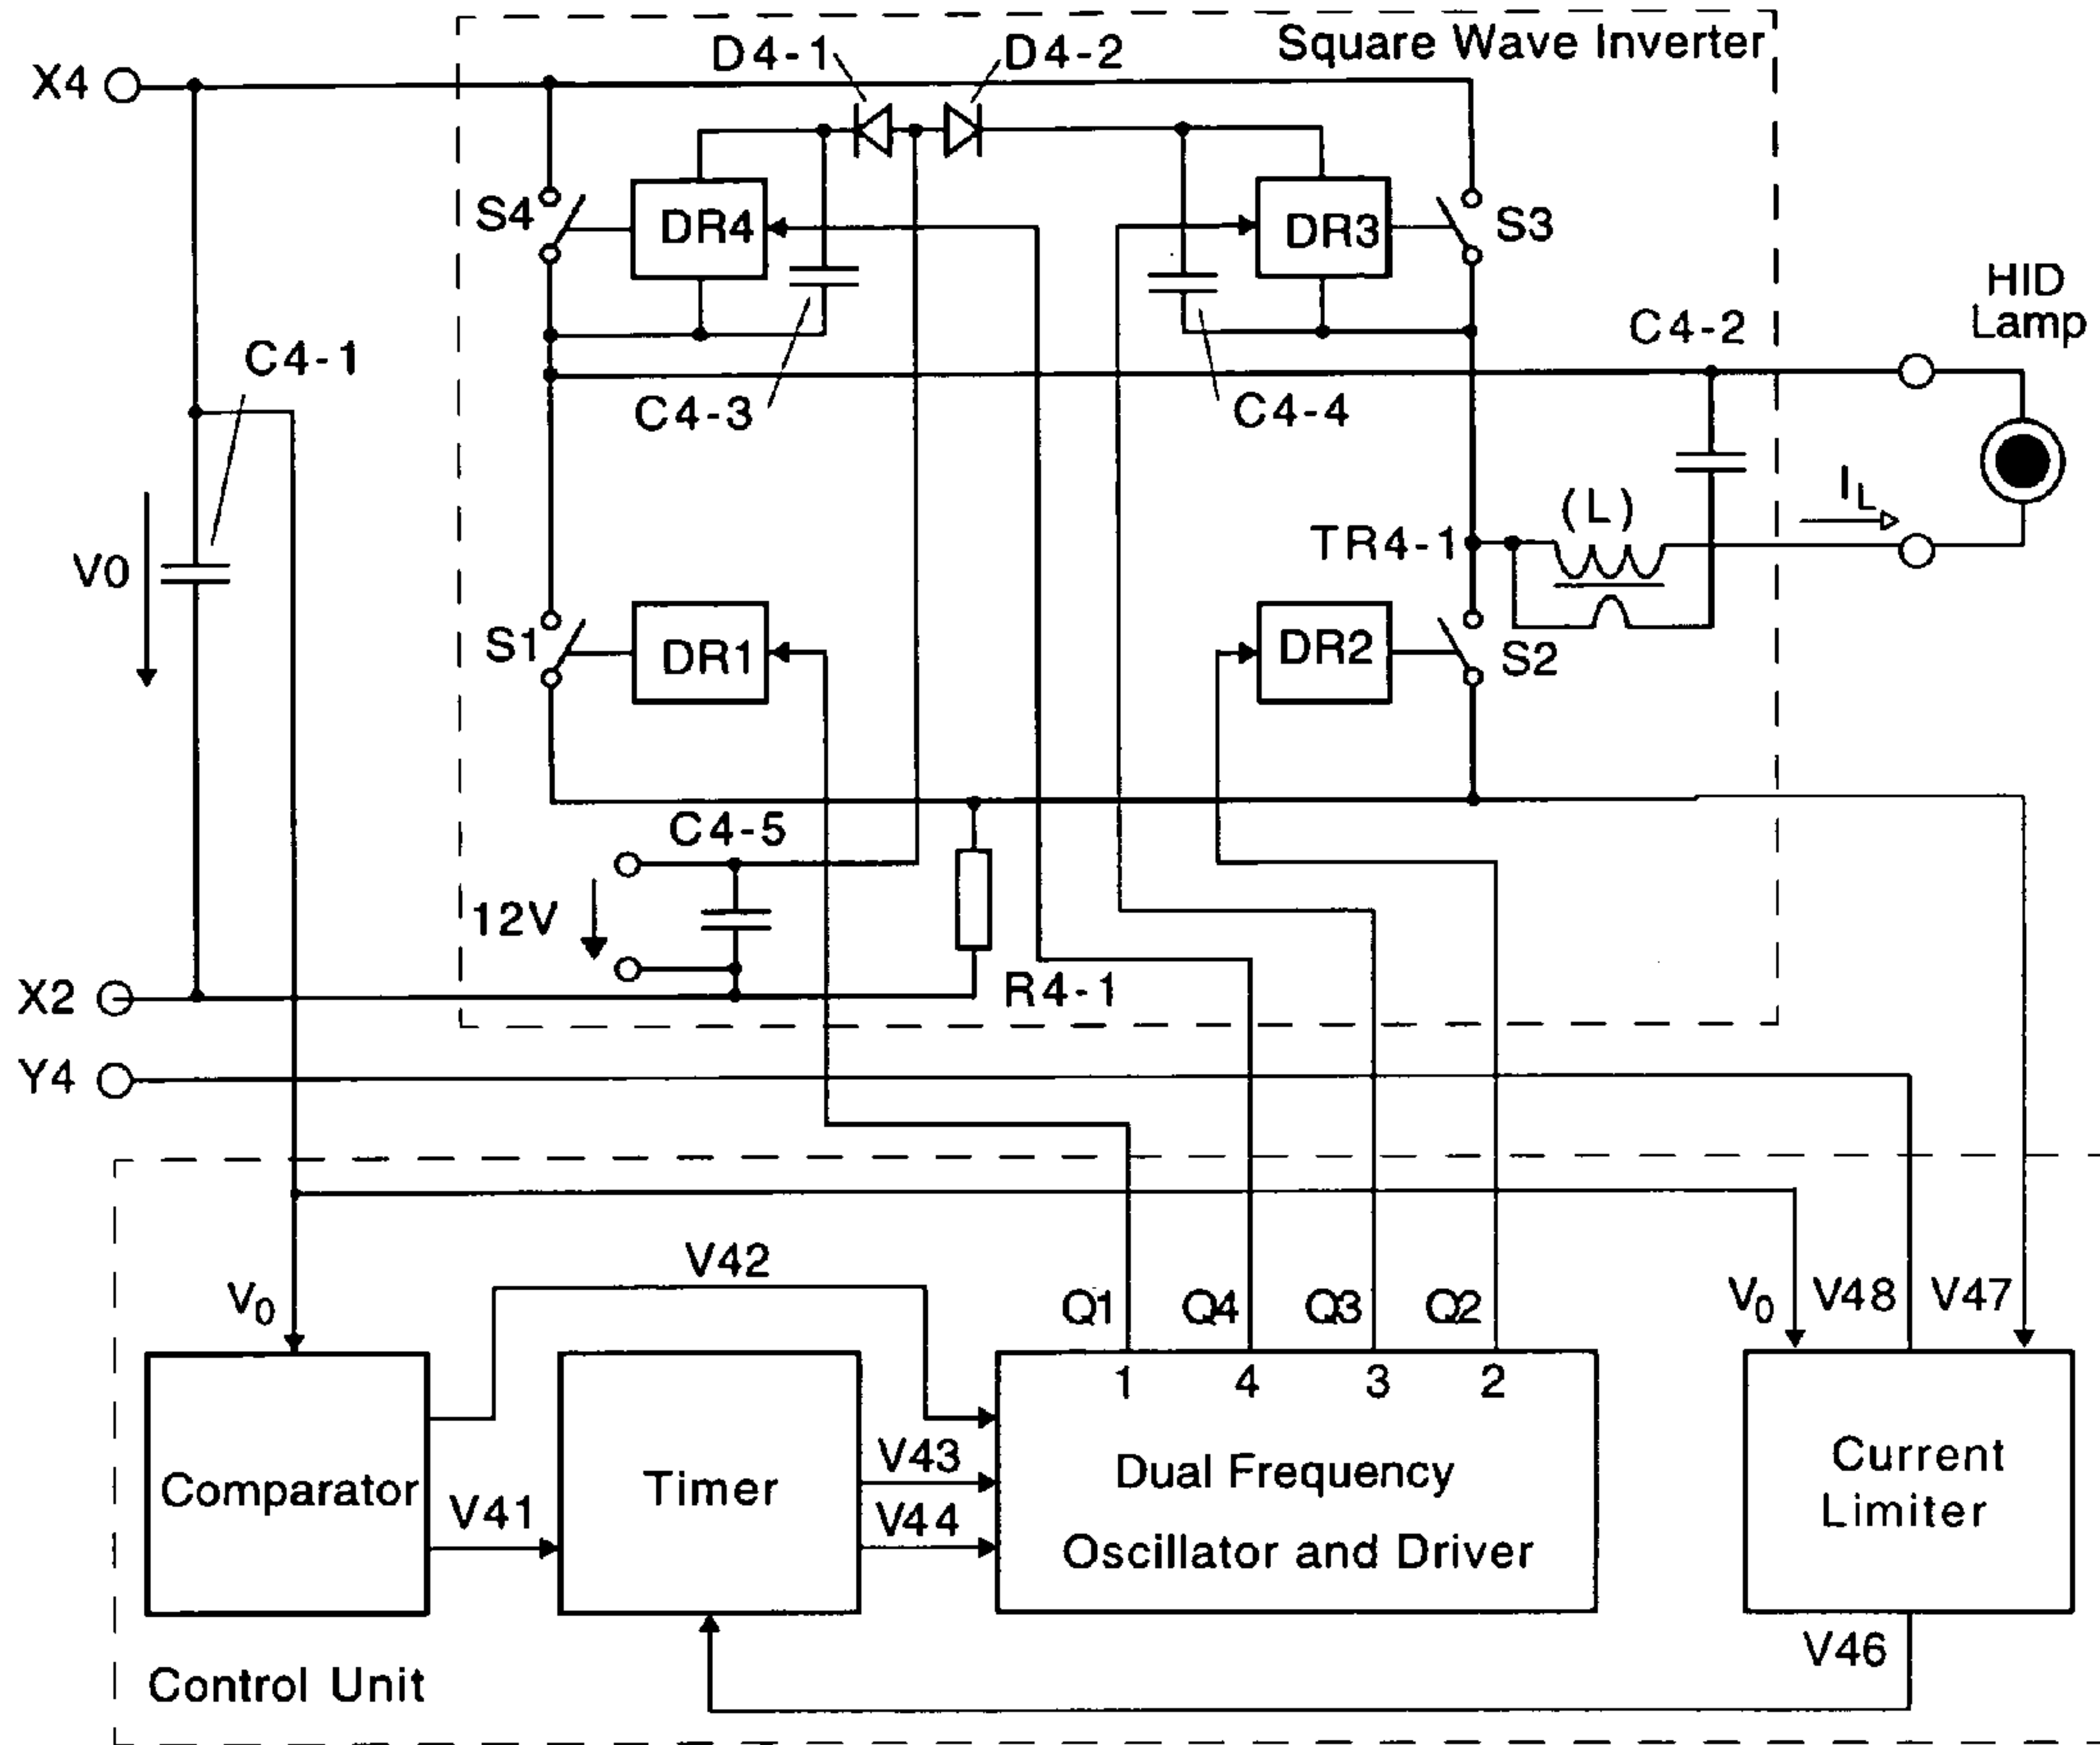 Square Wave Inverter
D4-1
D4-2
X4
S4
DR4
DR3
S3
HID
Lamp
C4-1
C4-2
C4-3
C4-4
V0
(L)
IL
TR4-1
S1
DR1
DR2
S2
C4-5
12V
R4-1
X2
Y4
V42
V0
Q1
Q4
Q3
Q2
V0
V48
V47
1
4
3
2
Comparator
V41
Timer
V43
V44
Dual Frequency
Oscillator and Driver
Current
Limiter
V46
Control Unit